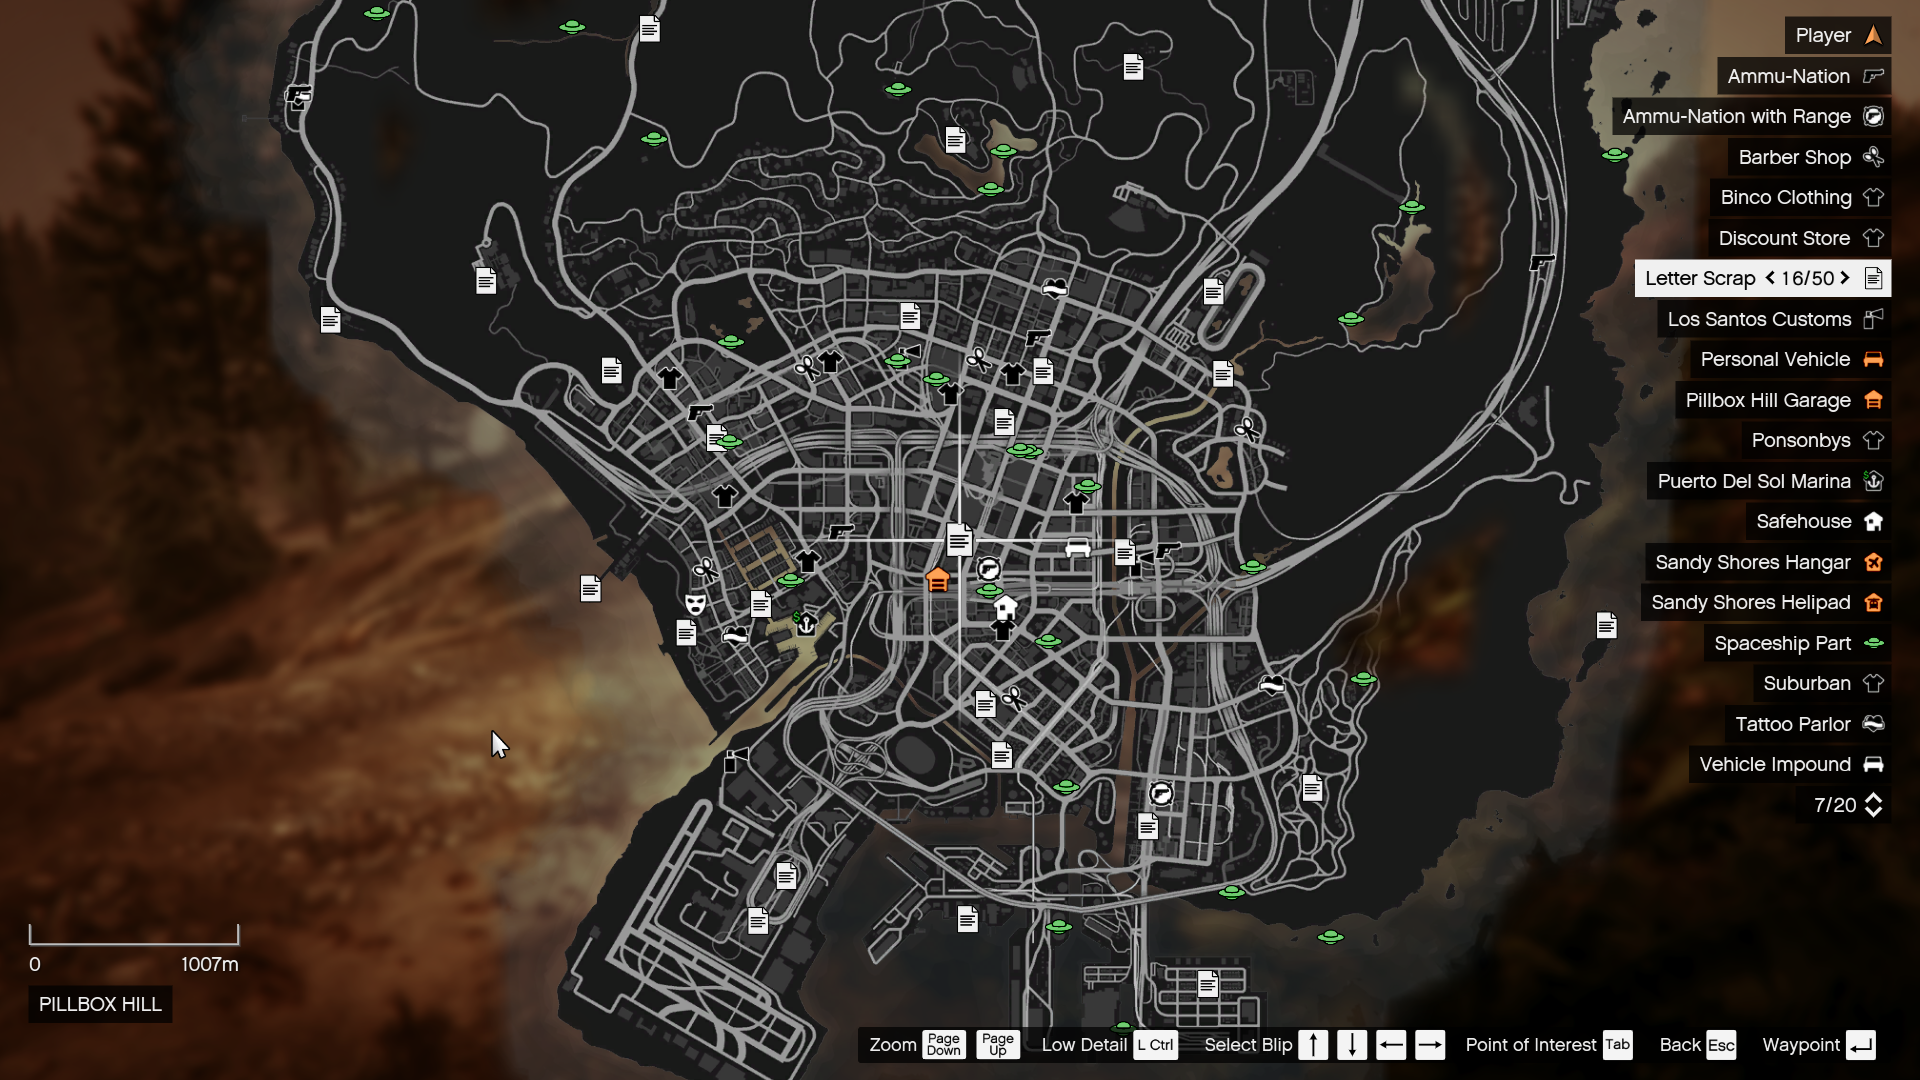 Player
Ammu-Nation
Ammu-Nation with Range
Barber Shop
Binco Clothing
Discount Store
Letter Scrap < 16/50 >
Los Santos Customs
Personal Vehicle
Pillbox Hill Garage
Ponsonbys
Puerto Del Sol Marina
Safehouse
Sandy Shores Hangar
Sandy Shores Helipad
Spaceship Part
Suburban
Tattoo Parlor
Vehicle Impound
7/20
0 1007m
PILLBOX HILL
Zoom Page Down Page Up Low Detail L Ctrl Select Blip ↑ ↓ ← → Point of Interest Tab Back Esc Waypoint